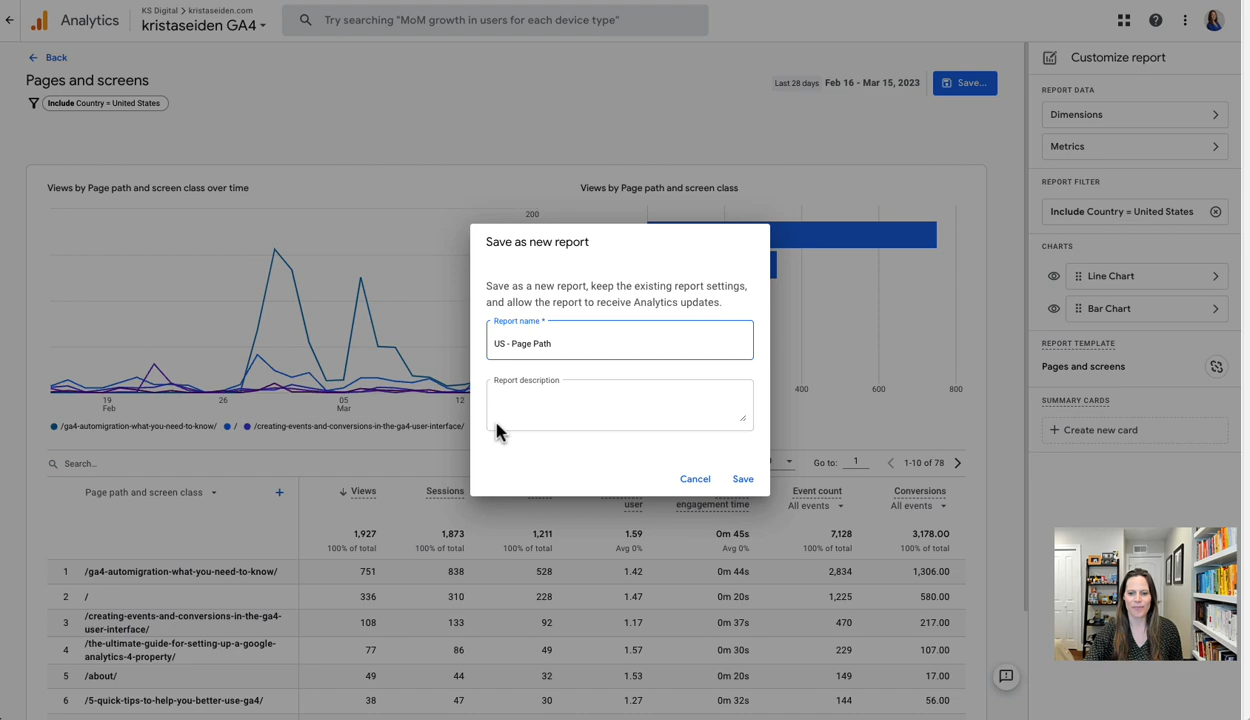 Analytics
KS Digital > kristaseiden.com
kristaseiden GA4
Try searching "MoM growth in users for each device type"
Back
Pages and screens
Include Country = United States
Last 28 days Feb 16 - Mar 15, 2023
Save...
Customize report
REPORT DATA
Dimensions
Metrics
REPORT FILTER
Include Country = United States
CHARTS
Line Chart
Bar Chart
REPORT TEMPLATE
Pages and screens
SUMMARY CARDS
+ Create new card
Views by Page path and screen class over time
Views by Page path and screen class
200
19
Feb
26
05
Mar
12
400
600
800
/ga4-automigration-what-you-need-to-know/ / /creating-events-and-conversions-in-the-ga4-user-interface/
Save as new report
Save as a new report, keep the existing report settings,
and allow the report to receive Analytics updates.
Report name *
US - Page Path
Report description
Cancel
Save
Search...
Go to: 1
1-10 of 78
Page path and screen class
+
Views
Sessions
user
engagement time
Event count
All events
Conversions
All events
1,927 1,873 1,211 1.59 0m 45s 7,128 3,178.00
100% of total 100% of total 100% of total Avg 0% Avg 0% 100% of total 100% of total
1 /ga4-automigration-what-you-need-to-know/ 751 838 528 1.42 0m 44s 2,834 1,306.00
2 / 336 310 228 1.47 0m 20s 1,225 580.00
3 /creating-events-and-conversions-in-the-ga4-
user-interface/ 108 133 92 1.17 0m 37s 470 217.00
4 /the-ultimate-guide-for-setting-up-a-google-
analytics-4-property/ 77 86 49 1.57 0m 30s 229 107.00
5 /about/ 49 44 32 1.53 0m 20s 149 17.00
6 /5-quick-tips-to-help-you-better-use-ga4/ 38 47 30 1.27 0m 32s 144 56.00